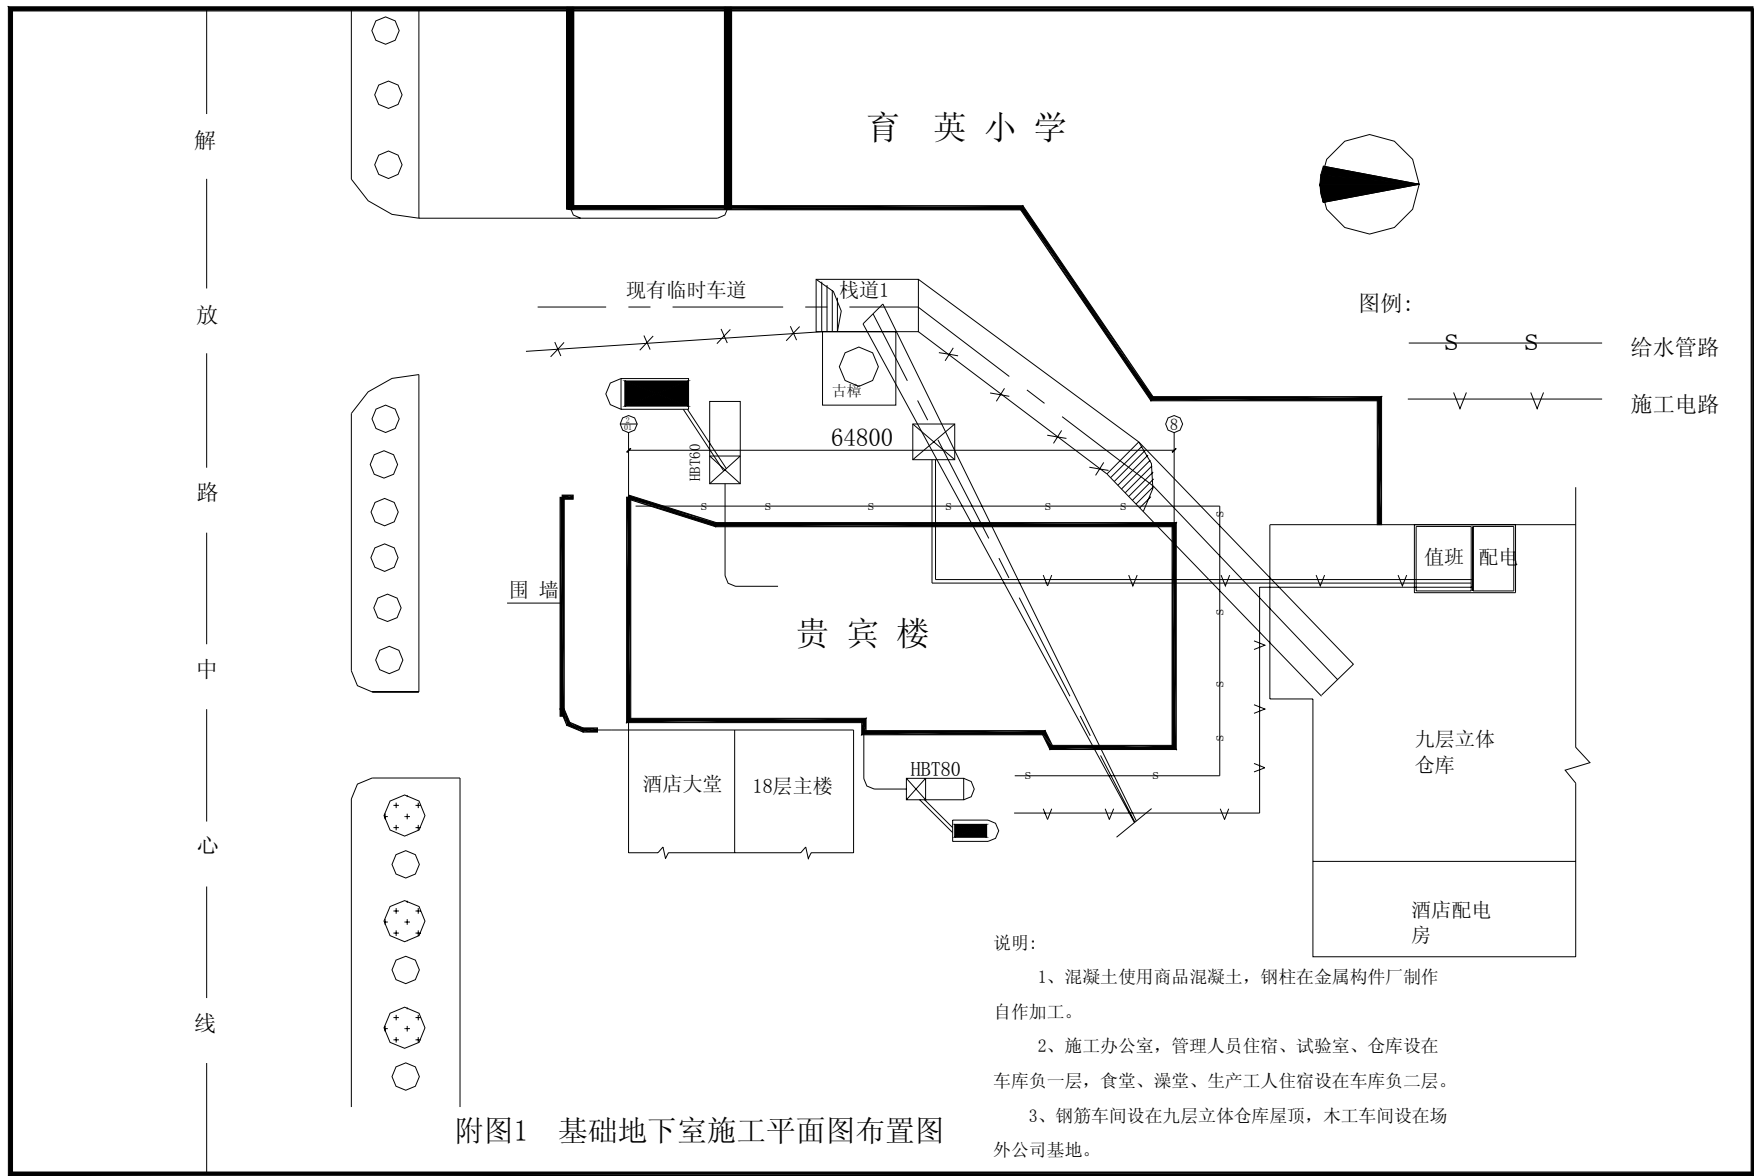 育 英 小 学
解
放
路
中
心
线
现有临时车道
栈道1
图例:
S S 给水管路
V V 施工电路
古樟
64800
8
HBT60
围 墙
值班 配电
贵 宾 楼
九层立体
仓库
酒店大堂
18层主楼
HBT80
酒店配电
房
说明:
1、混凝土使用商品混凝土，钢柱在金属构件厂制作
自作加工。
2、施工办公室，管理人员住宿、试验室、仓库设在
车库负一层，食堂、澡堂、生产工人住宿设在车库负二层。
3、钢筋车间设在九层立体仓库屋顶，木工车间设在场
外公司基地。
附图1 基础地下室施工平面图布置图